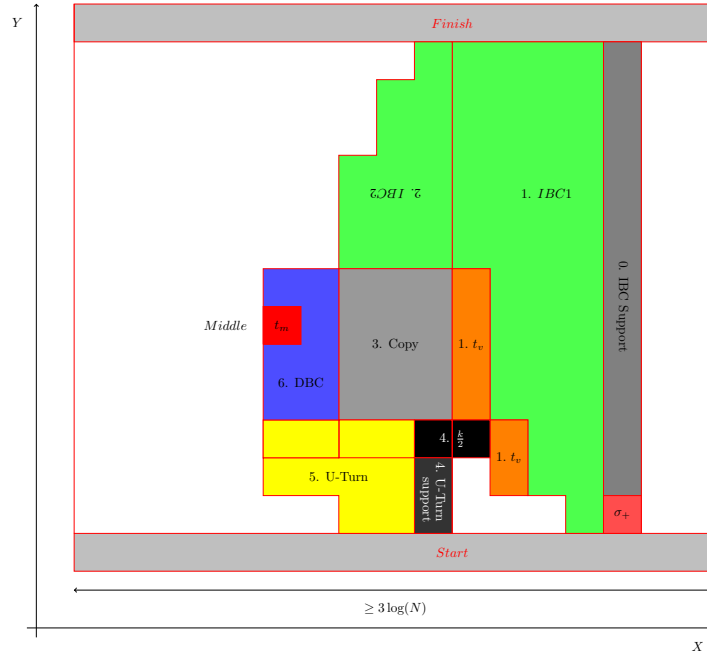 Y
Finish
2. IBC2
1. IBC1
0. IBC Support
Middle
t_m
3. Copy
1. t_v
6. DBC
4. k/2
1. t_v
5. U-Turn
4. U-Turn
support
σ_+
Start
≥ 3 log(N)
X